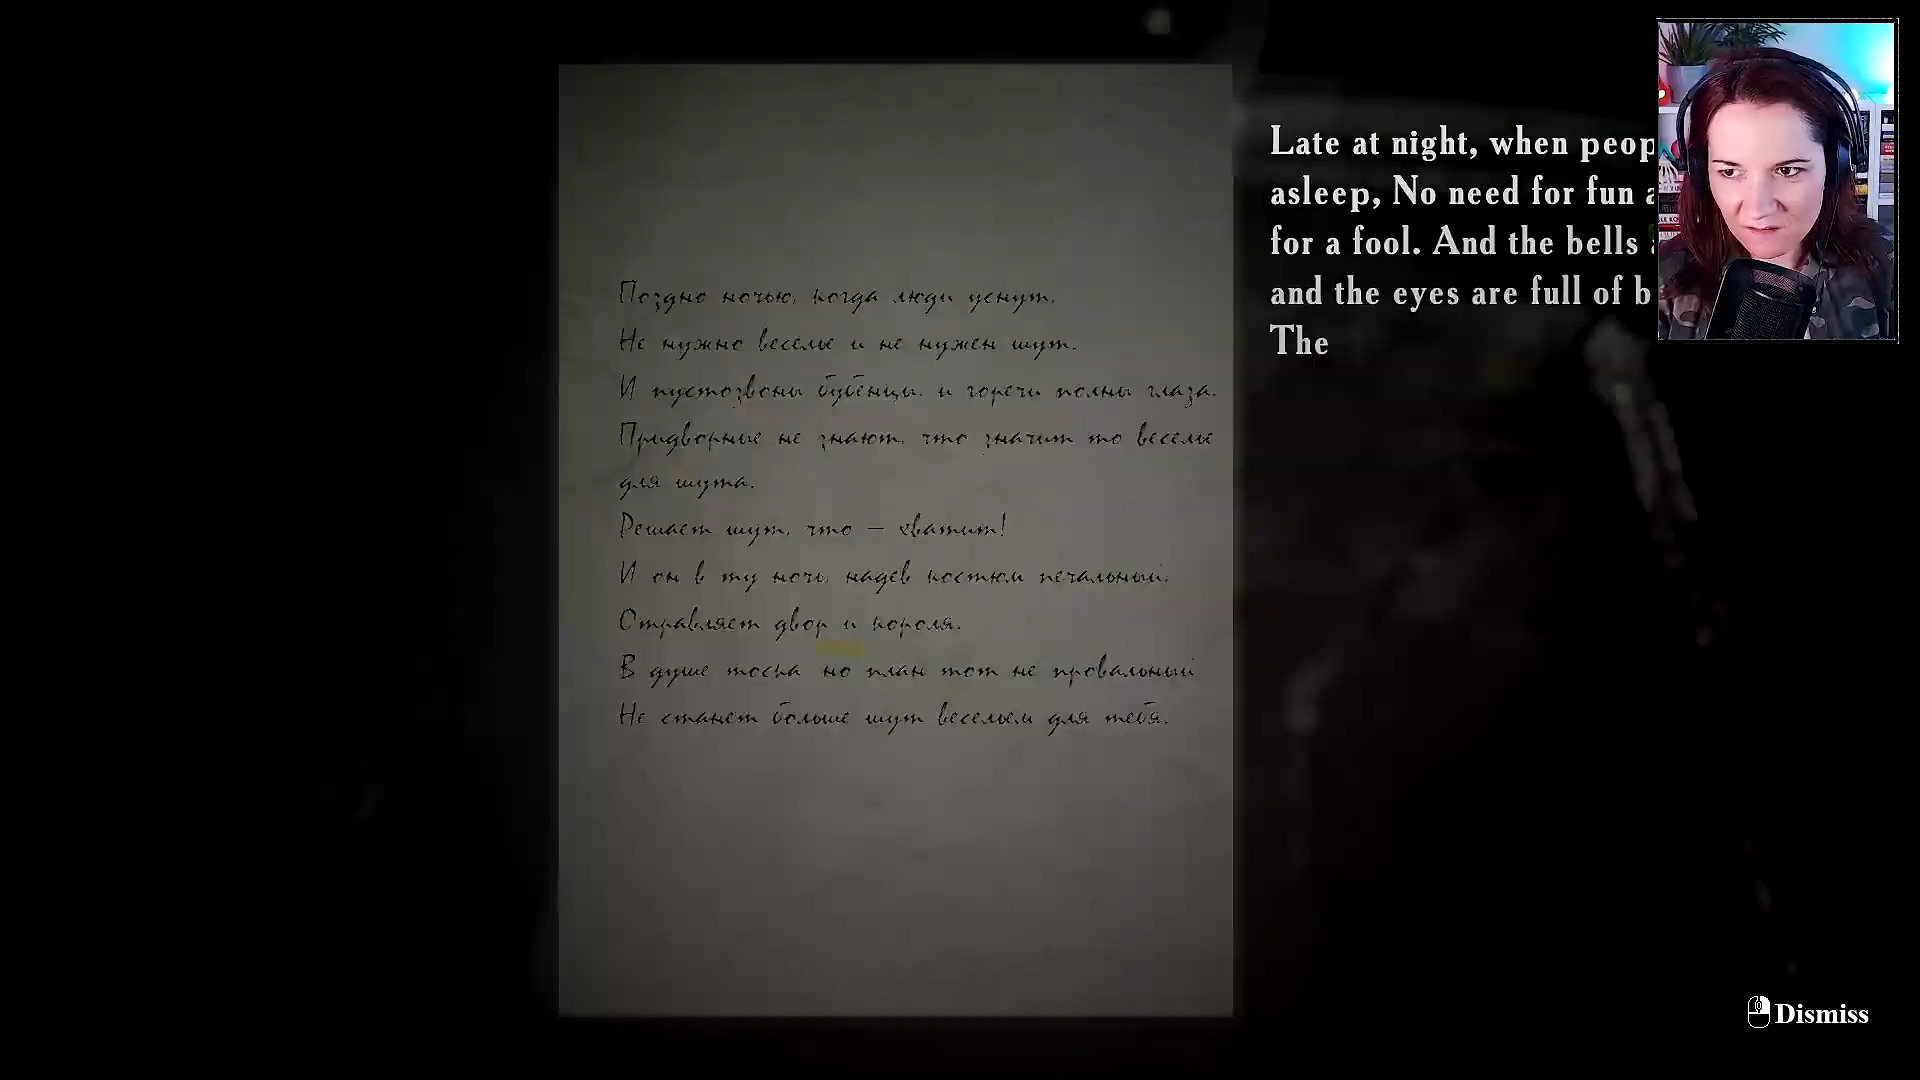 Поздно ночью, когда люди уснут,
Не нужно веселье и не нужен шут.
И пустозвоны бубенцы, и горечи полны глаза.
Придворные не знают, что значит то веселье
для шута.
Решает шут, что – хватит!
И он в ту ночь, надев костюм печальный,
Отравляет двор и короля.
В душе тоска но план тот не провальный
Не станет больше шут весельем для тебя.
Late at night, when peop
asleep, No need for fun a
for a fool. And the bells
and the eyes are full of b
The
Dismiss